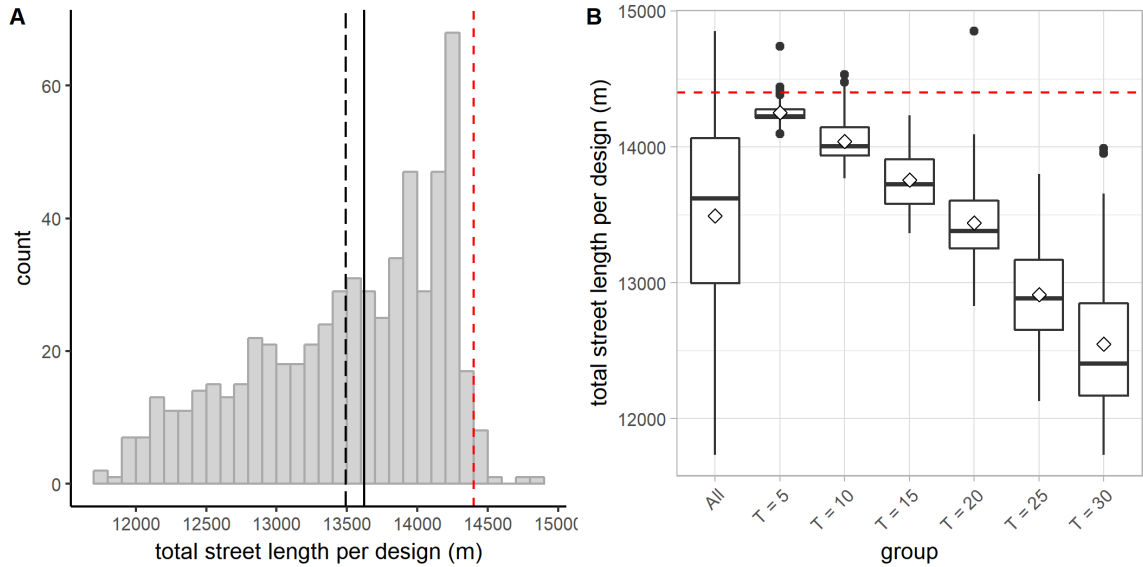 A
60
40
20
0
count
12000 12500 13000 13500 14000 14500 15000
total street length per design (m)
B
15000
14000
13000
12000
total street length per design (m)
All T = 5 T = 10 T = 15 T = 20 T = 25 T = 30
group